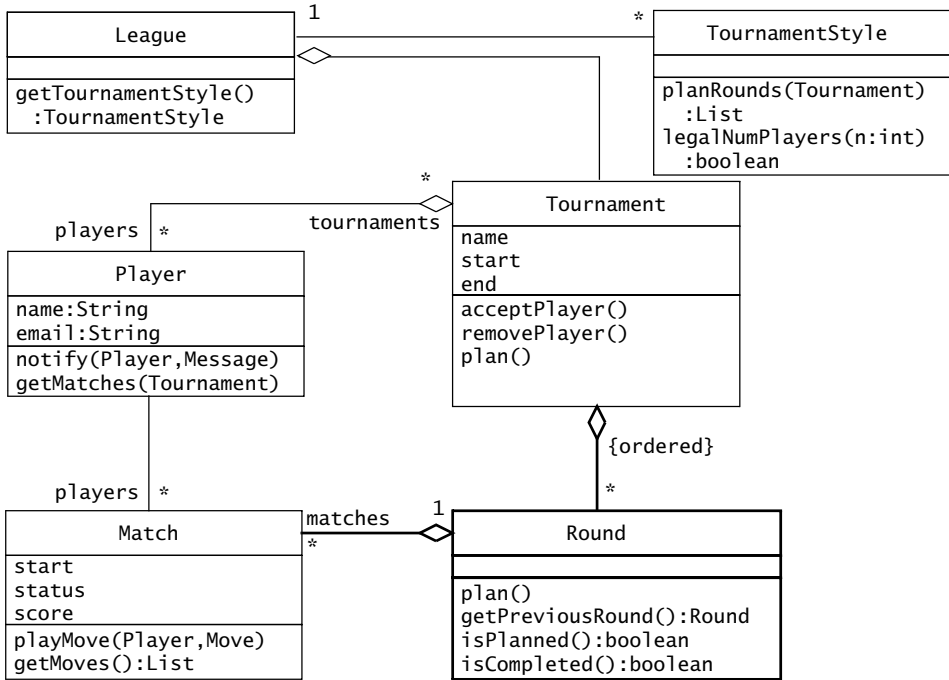 1
*
League
TournamentStyle
getTournamentStyle()
:TournamentStyle
planRounds(Tournament)
:List
legalNumPlayers(n:int)
:boolean
*
tournaments
players
*
Tournament
name
start
end
acceptPlayer()
removePlayer()
plan()
Player
name:String
email:String
notify(Player,Message)
getMatches(Tournament)
{ordered}
*
players
*
matches
*
1
Match
start
status
score
playMove(Player,Move)
getMoves():List
Round
plan()
getPreviousRound():Round
isPlanned():boolean
isCompleted():boolean